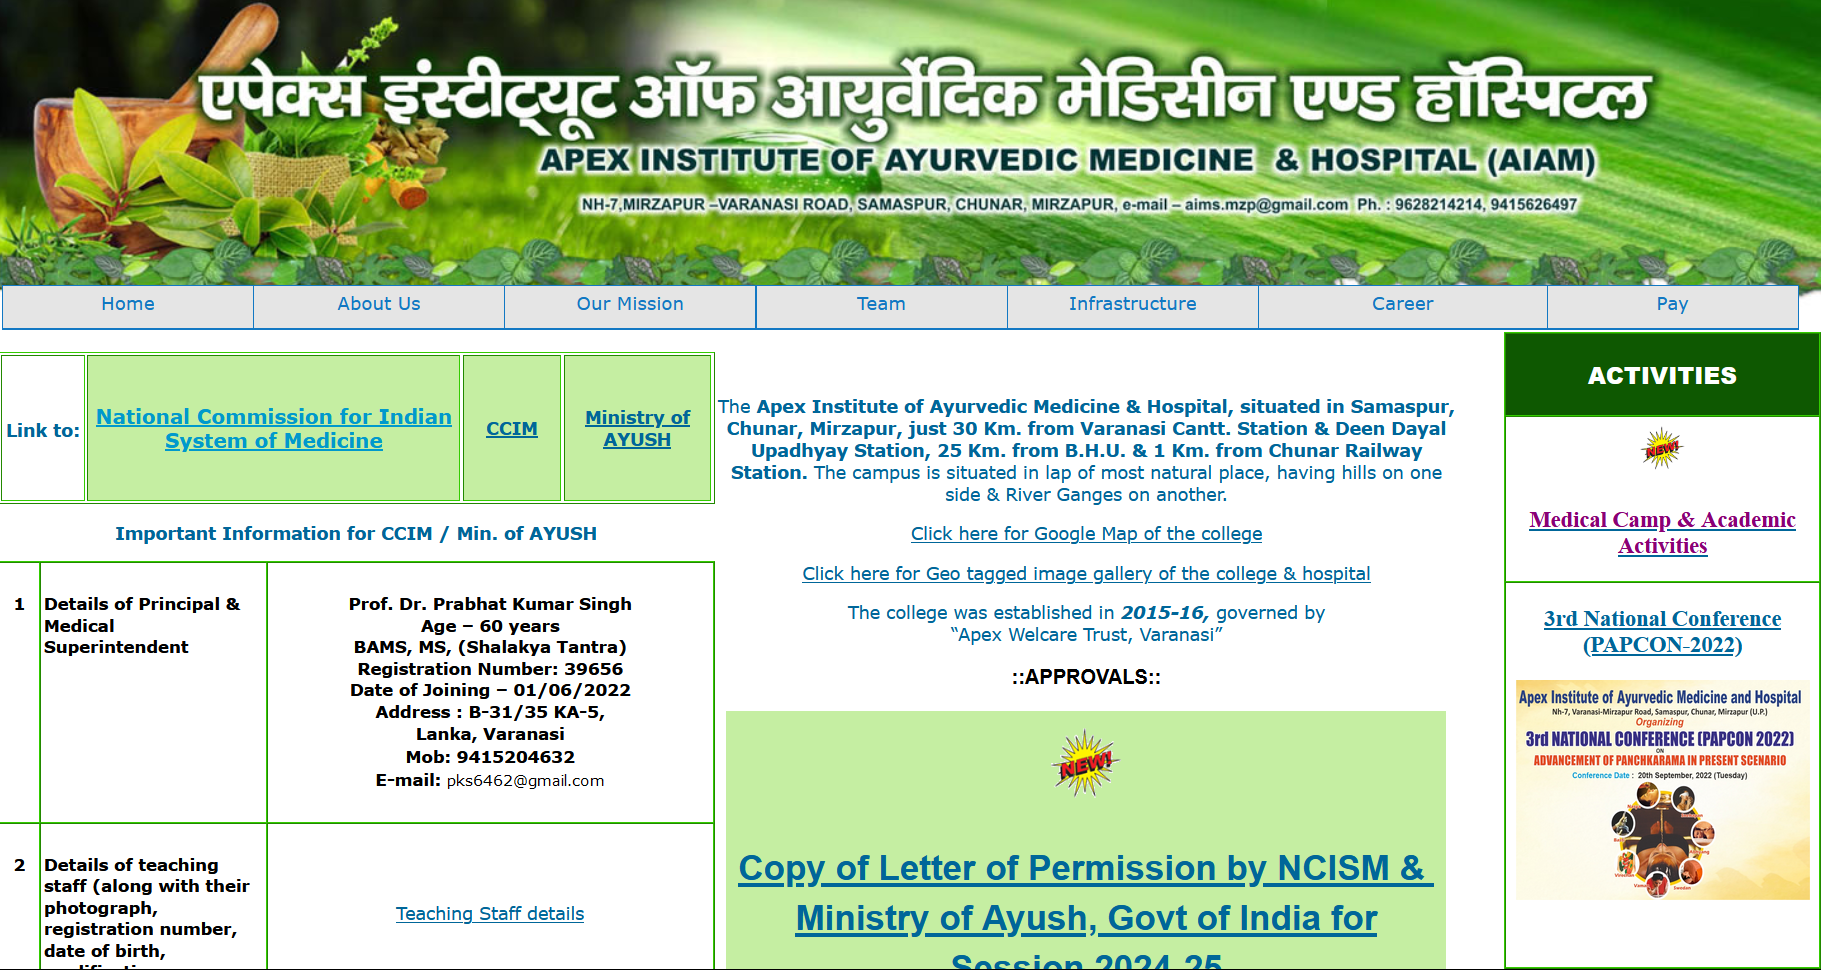 एपेक्स इंस्टीट्यूट ऑफ आयुर्वेदिक मेडिसीन एण्ड हॉस्पिटल
APEX INSTITUTE OF AYURVEDIC MEDICINE & HOSPITAL (AIAM)
NH-7,MIRZAPUR –VARANASI ROAD, SAMASPUR, CHUNAR, MIRZAPUR, e-mail – aims.mzp@gmail.com Ph. : 9628214214, 9415626497
Home About Us Our Mission Team Infrastructure Career Pay
Link to:
National Commission for Indian
System of Medicine
CCIM
Ministry of
AYUSH
Important Information for CCIM / Min. of AYUSH
1
Details of Principal &
Medical
Superintendent
Prof. Dr. Prabhat Kumar Singh
Age – 60 years
BAMS, MS, (Shalakya Tantra)
Registration Number: 39656
Date of Joining – 01/06/2022
Address : B-31/35 KA-5,
Lanka, Varanasi
Mob: 9415204632
E-mail: pks6462@gmail.com
2
Details of teaching
staff (along with their
photograph,
registration number,
date of birth,
Teaching Staff details
The Apex Institute of Ayurvedic Medicine & Hospital, situated in Samaspur,
Chunar, Mirzapur, just 30 Km. from Varanasi Cantt. Station & Deen Dayal
Upadhyay Station, 25 Km. from B.H.U. & 1 Km. from Chunar Railway
Station. The campus is situated in lap of most natural place, having hills on one
side & River Ganges on another.
Click here for Google Map of the college
Click here for Geo tagged image gallery of the college & hospital
The college was established in 2015-16, governed by
“Apex Welcare Trust, Varanasi”
::APPROVALS::
NEW!
Copy of Letter of Permission by NCISM &
Ministry of Ayush, Govt of India for
Session 2024-25
ACTIVITIES
NEW!
Medical Camp & Academic
Activities
3rd National Conference
(PAPCON-2022)
Apex Institute of Ayurvedic Medicine and Hospital
Nh-7, Varanasi-Mirzapur Road, Samaspur, Chunar, Mirzapur (U.P.)
Organizing
3rd NATIONAL CONFERENCE (PAPCON 2022)
ON
ADVANCEMENT OF PANCHKARAMA IN PRESENT SCENARIO
Conference Date : 20th September, 2022 (Tuesday)